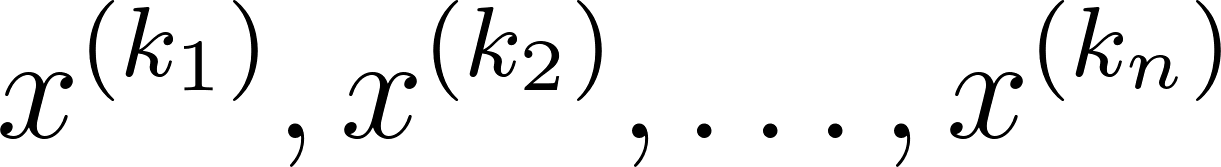 x^{(k_1)}, x^{(k_2)}, \ldots, x^{(k_n)}